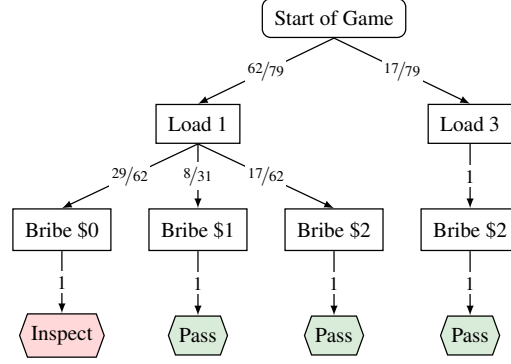 Start of Game
62/79 17/79
Load 1 Load 3
29/62 8/31 17/62 1
Bribe $0 Bribe $1 Bribe $2 Bribe $2
1 1 1 1
Inspect Pass Pass Pass